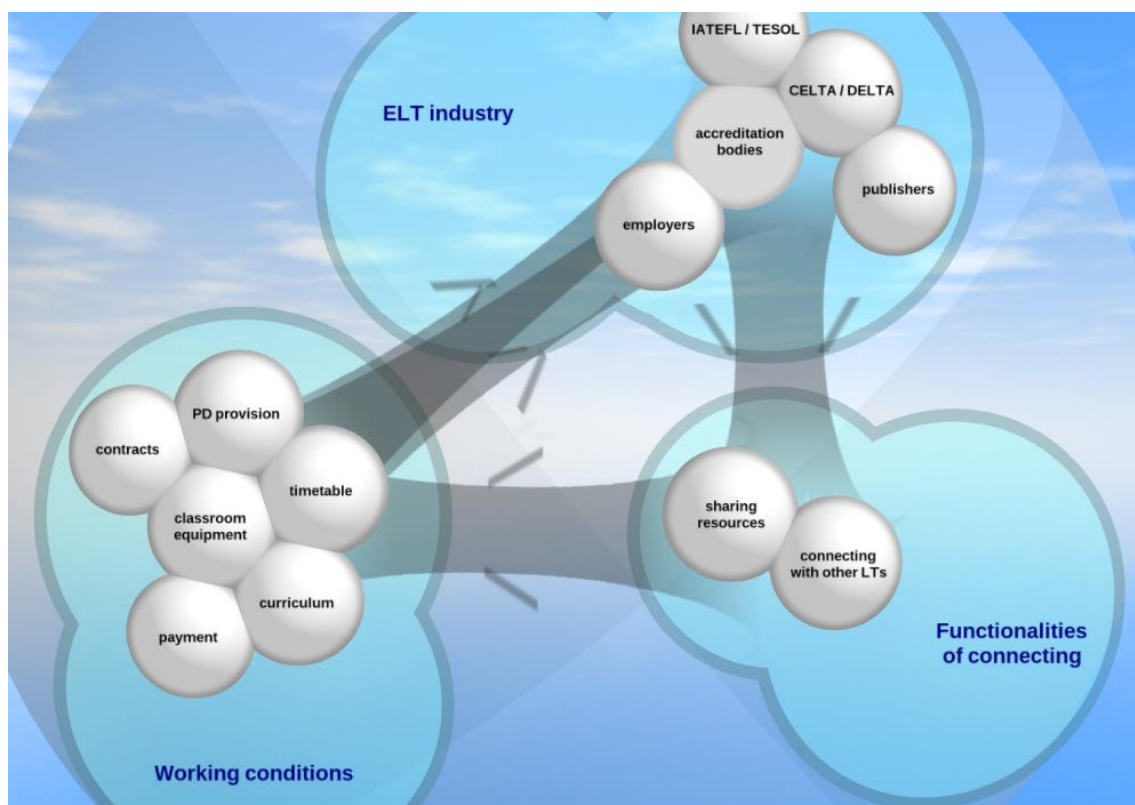 IATEFL / TESOL
CELTA / DELTA
ELT industry
accreditation
bodies
publishers
employers
PD provision
contracts
timetable
classroom
equipment
sharing
resources
connecting
with other LTs
curriculum
payment
Functionalities
of connecting
Working conditions